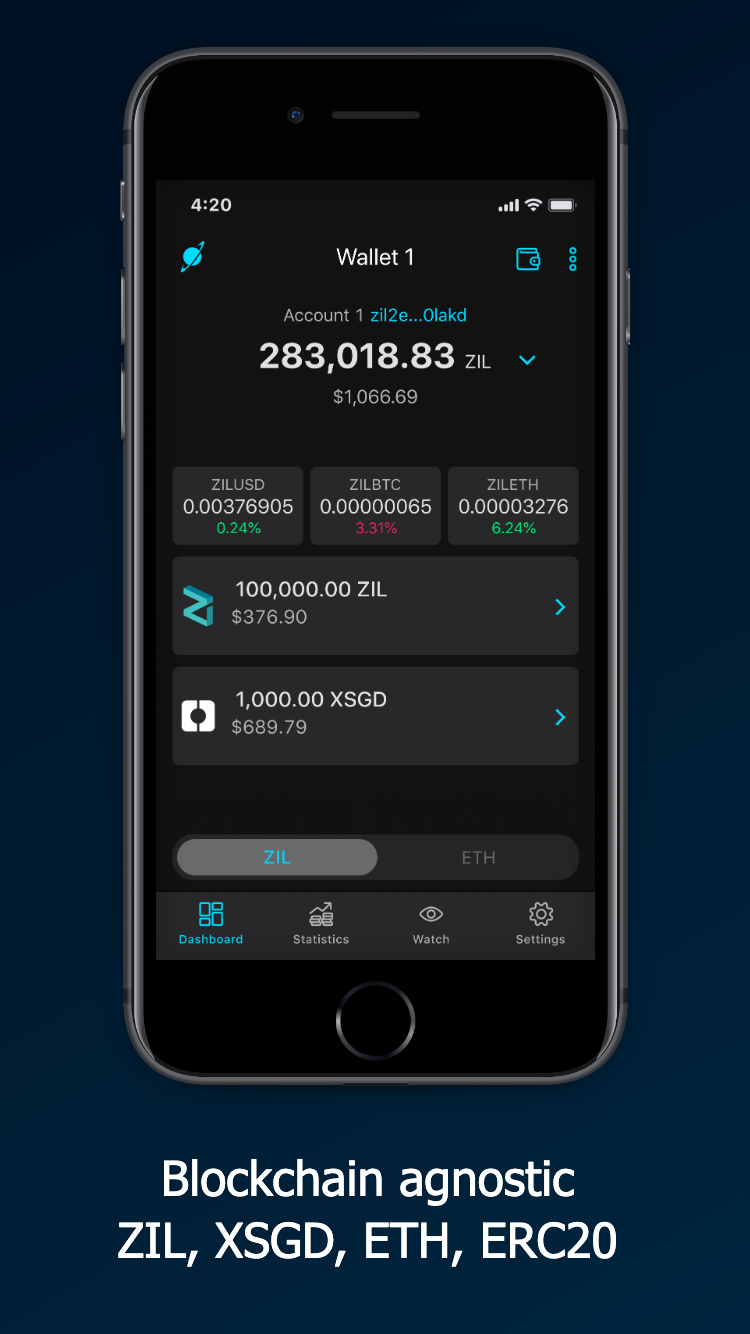 4:20
Wallet 1
Account 1 zil2e...0lakd
283,018.83 ZIL
$1,066.69
ZILUSD ZILBTC ZILETH
0.00376905 0.00000065 0.00003276
0.24% 3.31% 6.24%
100,000.00 ZIL
$376.90
1,000.00 XSGD
$689.79
ZIL ETH
Dashboard Statistics Watch Settings
Blockchain agnostic
ZIL, XSGD, ETH, ERC20